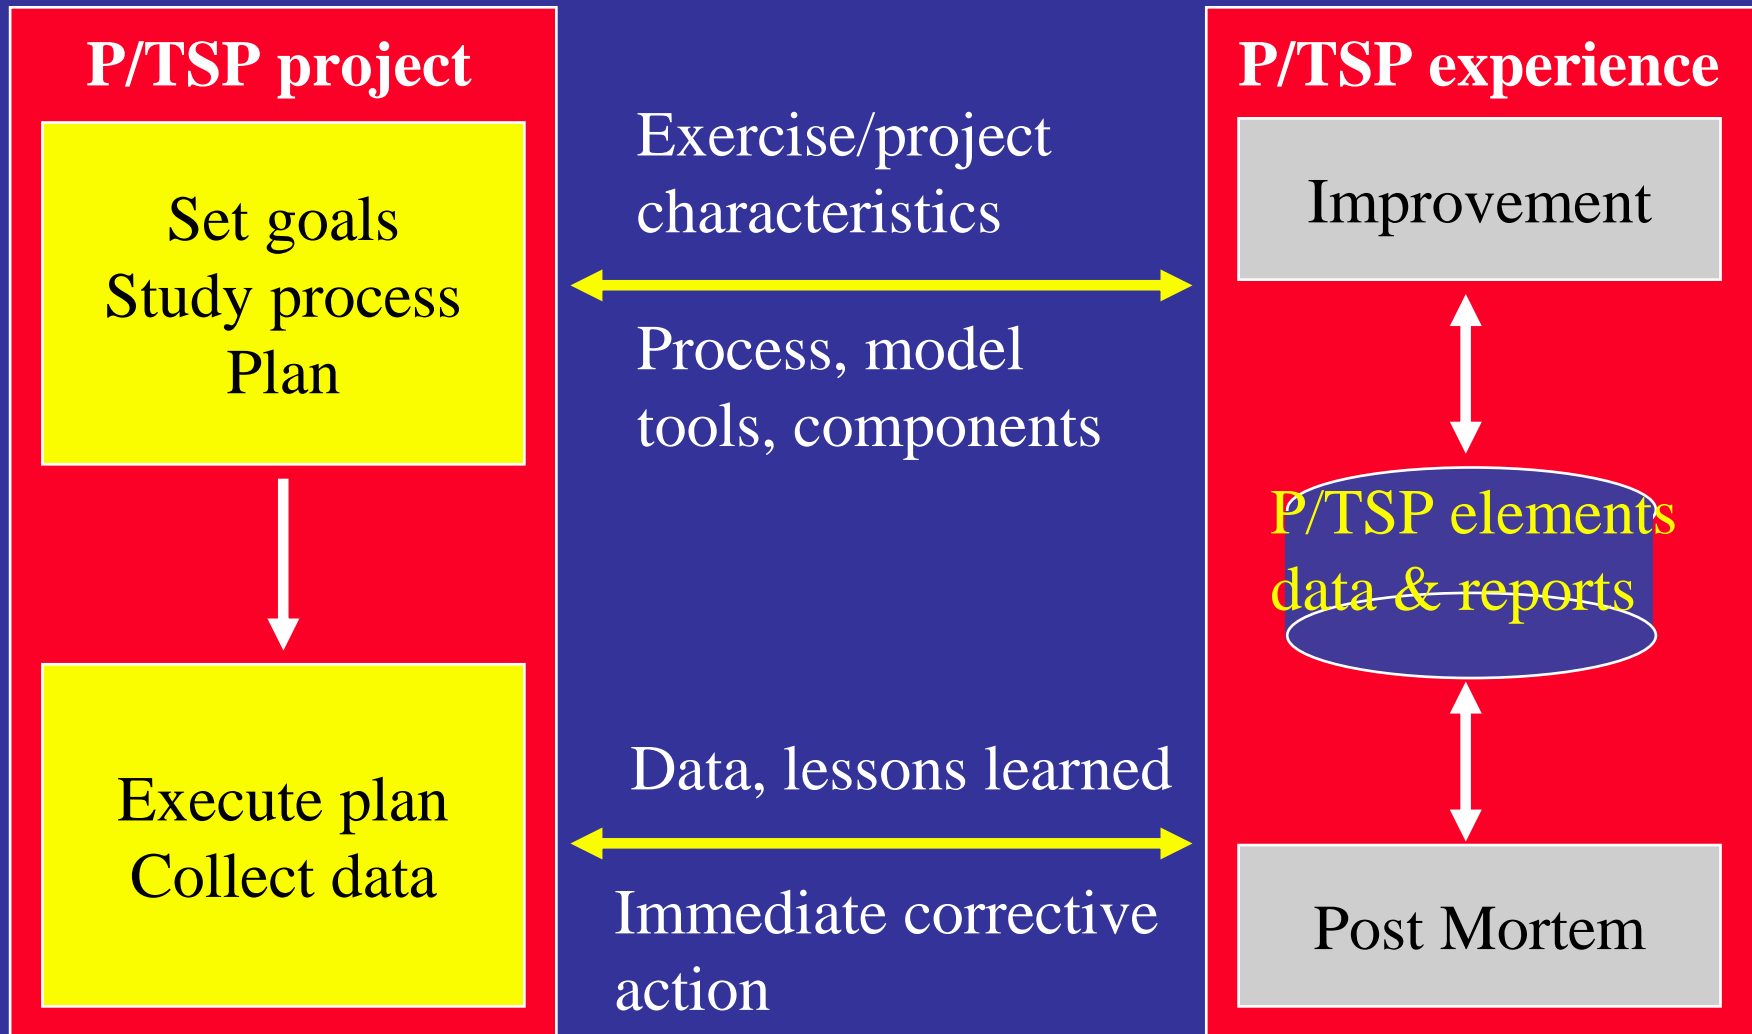 P/TSP project
Set goals
Study process
Plan
Execute plan
Collect data
Exercise/project
characteristics
Process, model
tools, components
Data, lessons learned
Immediate corrective
action
P/TSP experience
Improvement
P/TSP elements
data & reports
Post Mortem